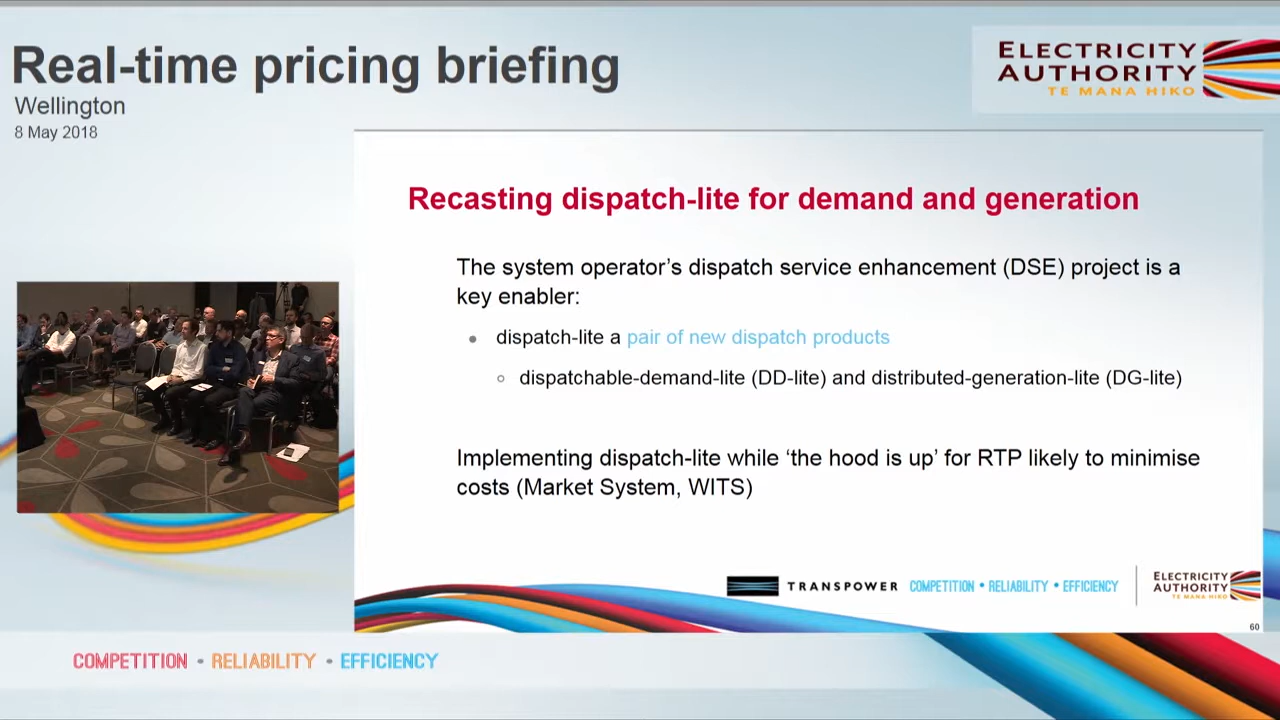 Real-time pricing briefing
Wellington
8 May 2018
ELECTRICITY
AUTHORITY
TE MANA HIKO
Recasting dispatch-lite for demand and generation
The system operator’s dispatch service enhancement (DSE) project is a
key enabler:
• dispatch-lite a pair of new dispatch products
○ dispatchable-demand-lite (DD-lite) and distributed-generation-lite (DG-lite)
Implementing dispatch-lite while ‘the hood is up’ for RTP likely to minimise
costs (Market System, WITS)
TRANSPOWER COMPETITION • RELIABILITY • EFFICIENCY
ELECTRICITY
AUTHORITY
TE MANA HIKO
60
COMPETITION • RELIABILITY • EFFICIENCY